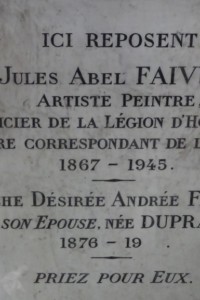 ICI REPOSENT
JULES ABEL FAIV
ARTISTE PEINTRE,
ICIER DE LA LÉGION D'H
RE CORRESPONDANT DE L
1867 – 1945.
HE DÉSIRÉE ANDRÉE F
SON EPOUSE, NÉE DUPRA
1876 – 19
PRIEZ POUR EUX.